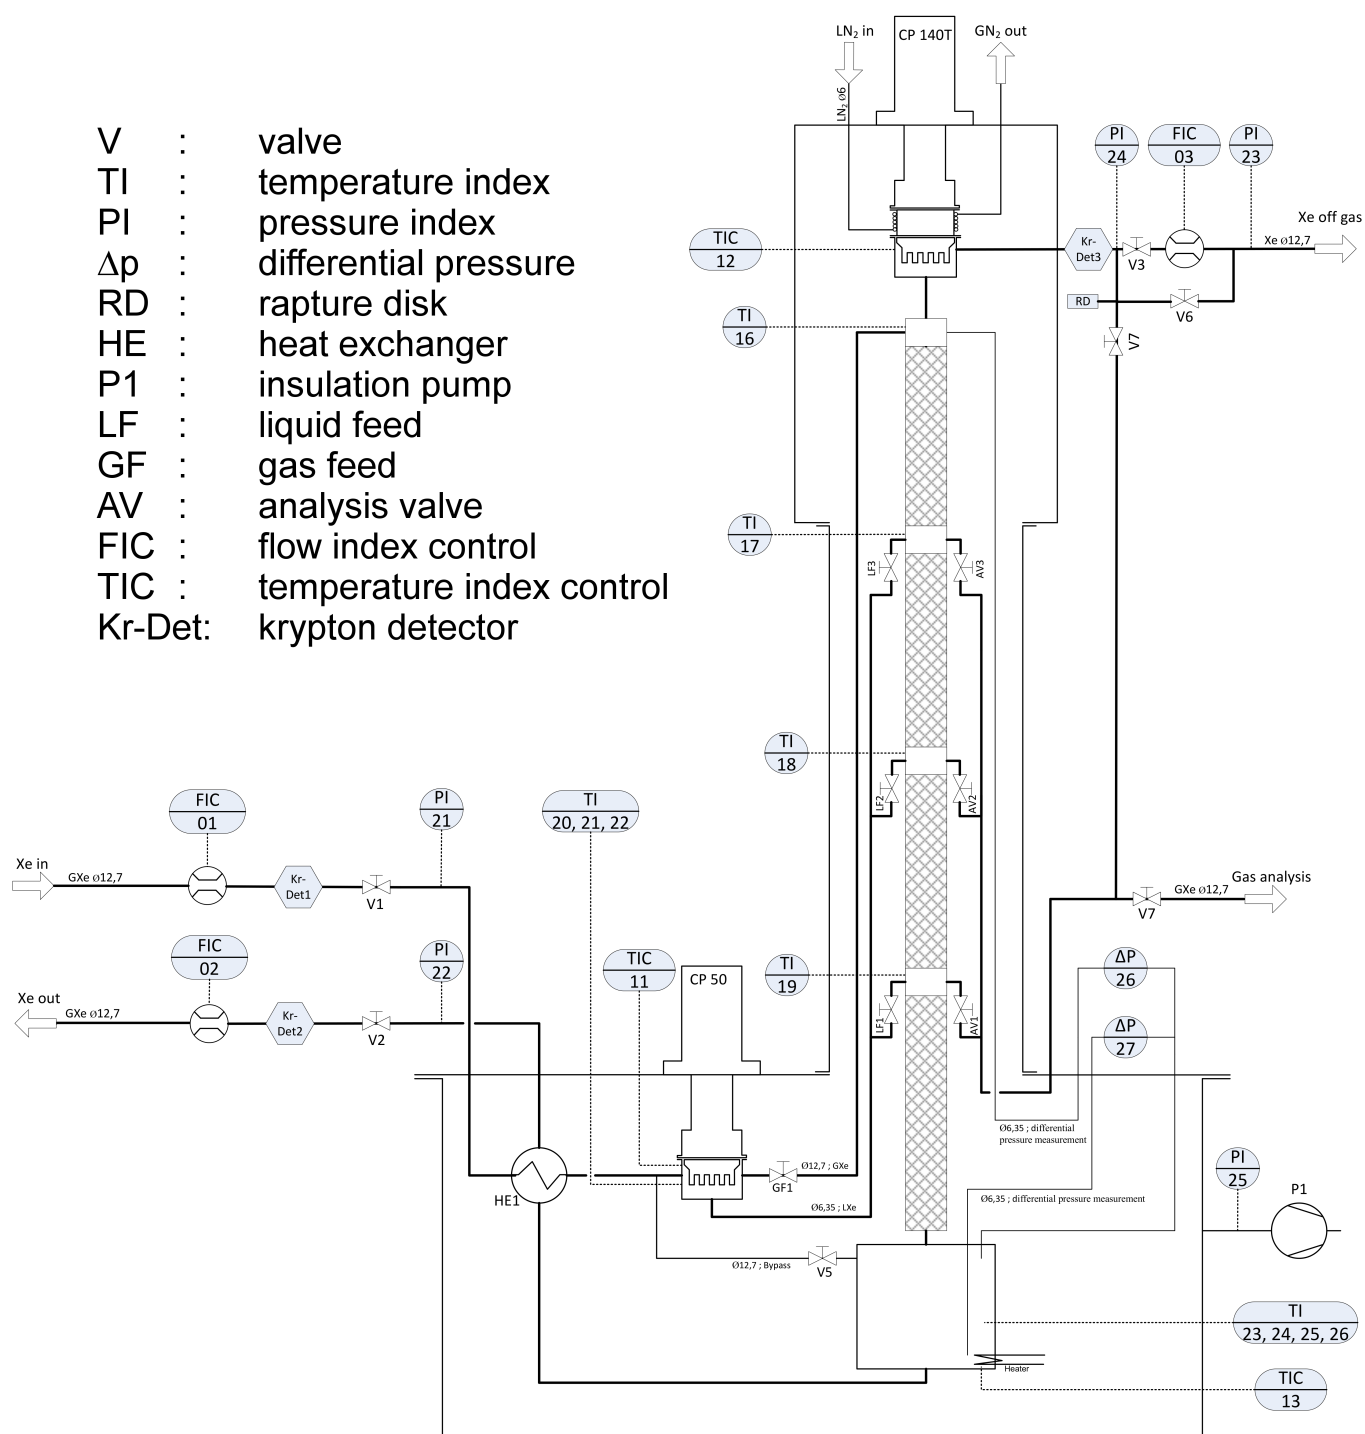 LN₂ in
CP 140T
GN₂ out
LN₂ Ø6
V : valve
TI : temperature index
PI : pressure index
Δp : differential pressure
RD : rapture disk
HE : heat exchanger
P1 : insulation pump
LF : liquid feed
GF : gas feed
AV : analysis valve
FIC : flow index control
TIC : temperature index control
Kr-Det: krypton detector
PI
24
FIC
03
PI
23
Xe off gas
Xe Ø12,7
TIC
12
Kr-
Det3
V3
RD
V6
V7
TI
16
TI
17
LF3
AV3
TI
18
LF2
AV2
FIC
01
PI
21
TI
20, 21, 22
Xe in
GXe Ø12,7
Kr-
Det1
V1
Gas analysis
GXe Ø12,7
V7
FIC
02
PI
22
TIC
11
CP 50
TI
19
ΔP
26
Xe out
GXe Ø12,7
Kr-
Det2
V2
LF1
AV1
ΔP
27
Ø6,35 ; differential
pressure measurement
HE1
Ø12,7 ; GXe
GF1
Ø6,35 ; LXe
Ø6,35 ; differential pressure measurement
PI
25
P1
Ø12,7 ; Bypass
V5
TI
23, 24, 25, 26
Heater
TIC
13